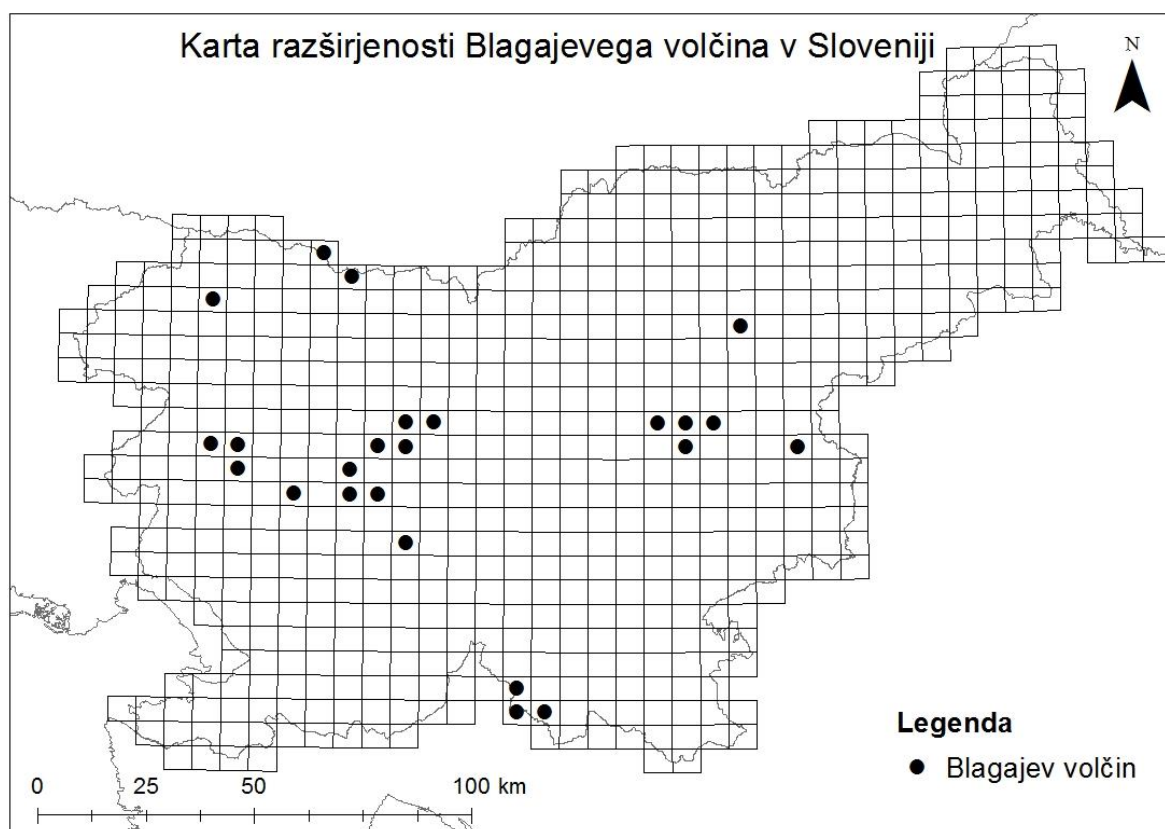 Karta razširjenosti Blagajevega volčina v Sloveniji
N
Legenda
Blagajev volčin
0 25 50 100 km